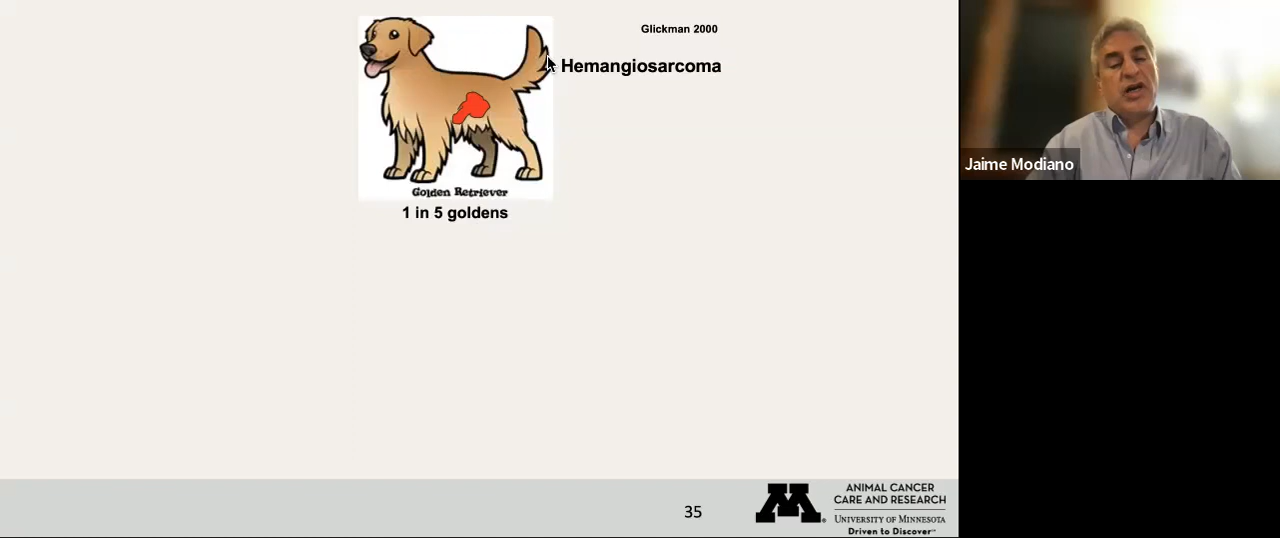 Glickman 2000
Hemangiosarcoma
Golden Retriever
1 in 5 goldens
Jaime Modiano
35
ANIMAL CANCER
CARE AND RESEARCH
UNIVERSITY OF MINNESOTA
Driven to Discover℠